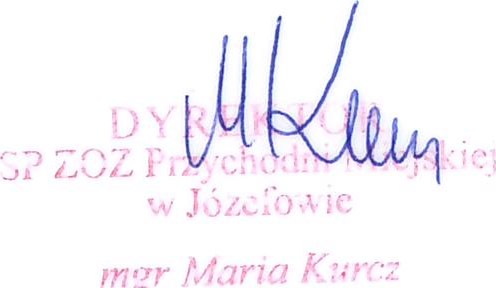 DYREKTOR
SP ZOZ Przychodni Miejskiej
w Józefowie
mgr Maria Kurcz